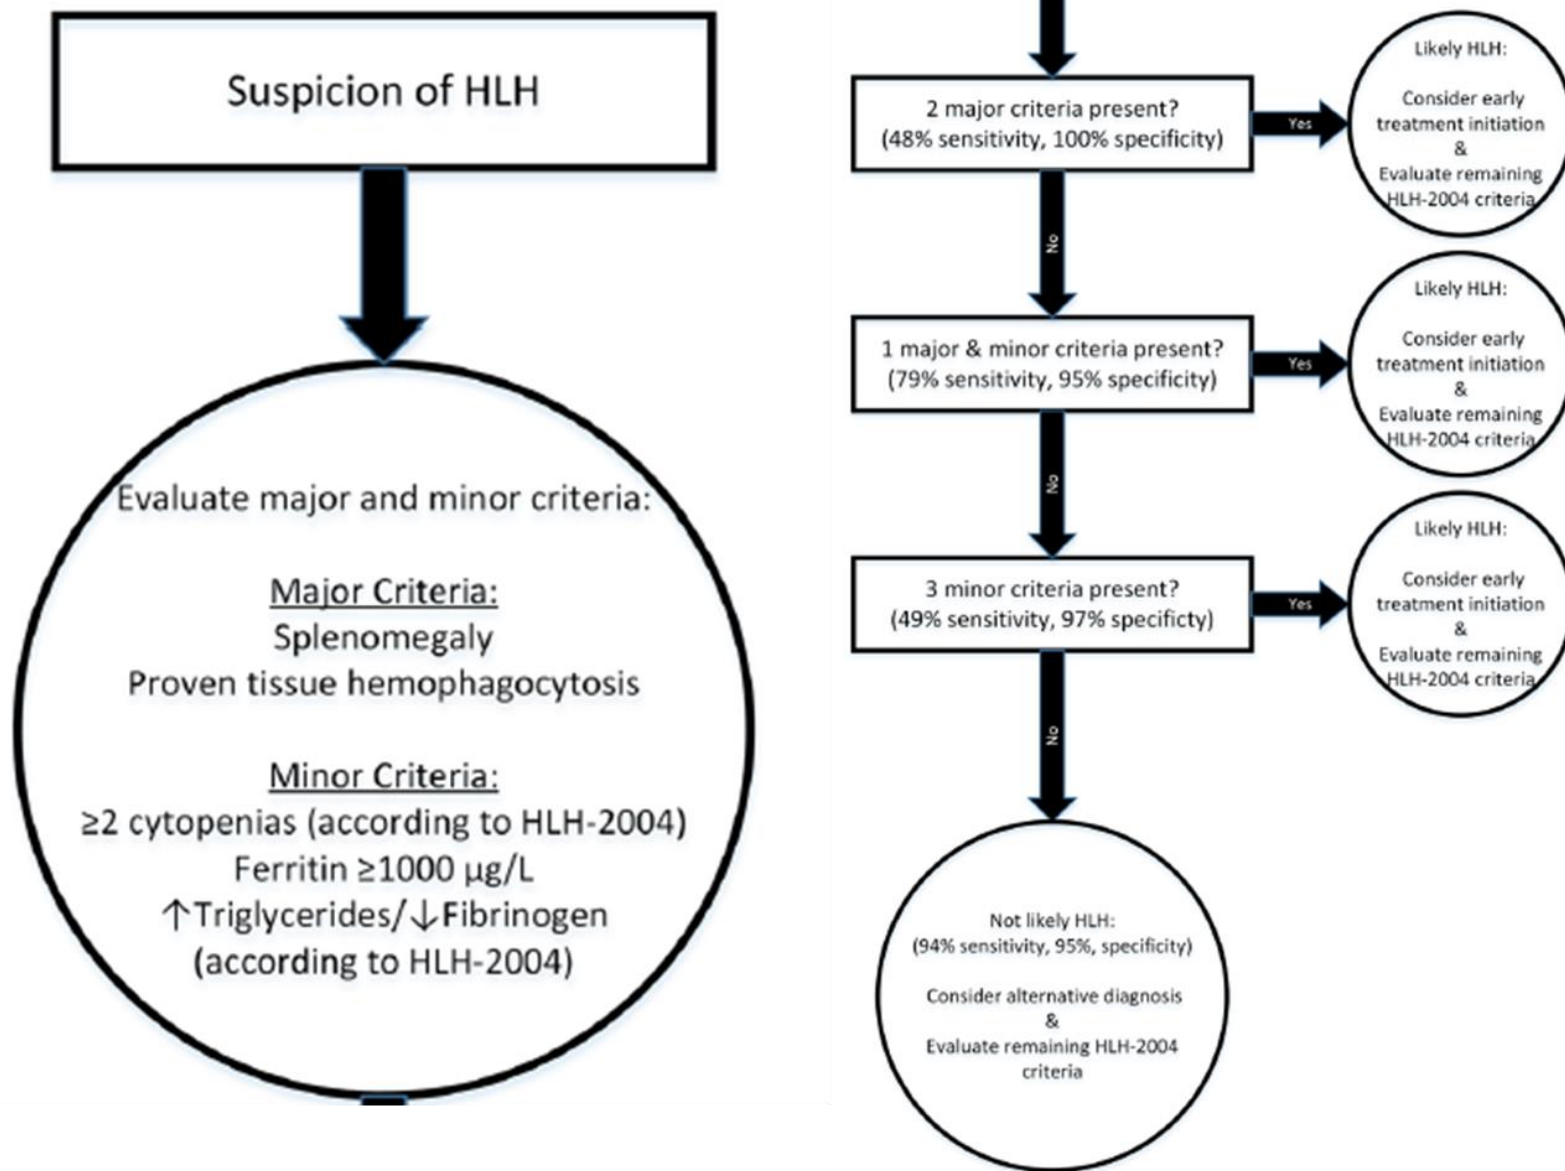 Suspicion of HLH
Evaluate major and minor criteria:
Major Criteria:
Splenomegaly
Proven tissue hemophagocytosis
Minor Criteria:
≥2 cytopenias (according to HLH-2004)
Ferritin ≥1000 µg/L
↑Triglycerides/↓Fibrinogen
(according to HLH-2004)
2 major criteria present?
(48% sensitivity, 100% specificity)
Yes
Likely HLH:
Consider early
treatment initiation
&
Evaluate remaining
HLH-2004 criteria
No
1 major & minor criteria present?
(79% sensitivity, 95% specificity)
Yes
Likely HLH:
Consider early
treatment initiation
&
Evaluate remaining
HLH-2004 criteria
No
3 minor criteria present?
(49% sensitivity, 97% specificty)
Yes
Likely HLH:
Consider early
treatment initiation
&
Evaluate remaining
HLH-2004 criteria
No
Not likely HLH:
(94% sensitivity, 95%, specificity)
Consider alternative diagnosis
&
Evaluate remaining HLH-2004
criteria